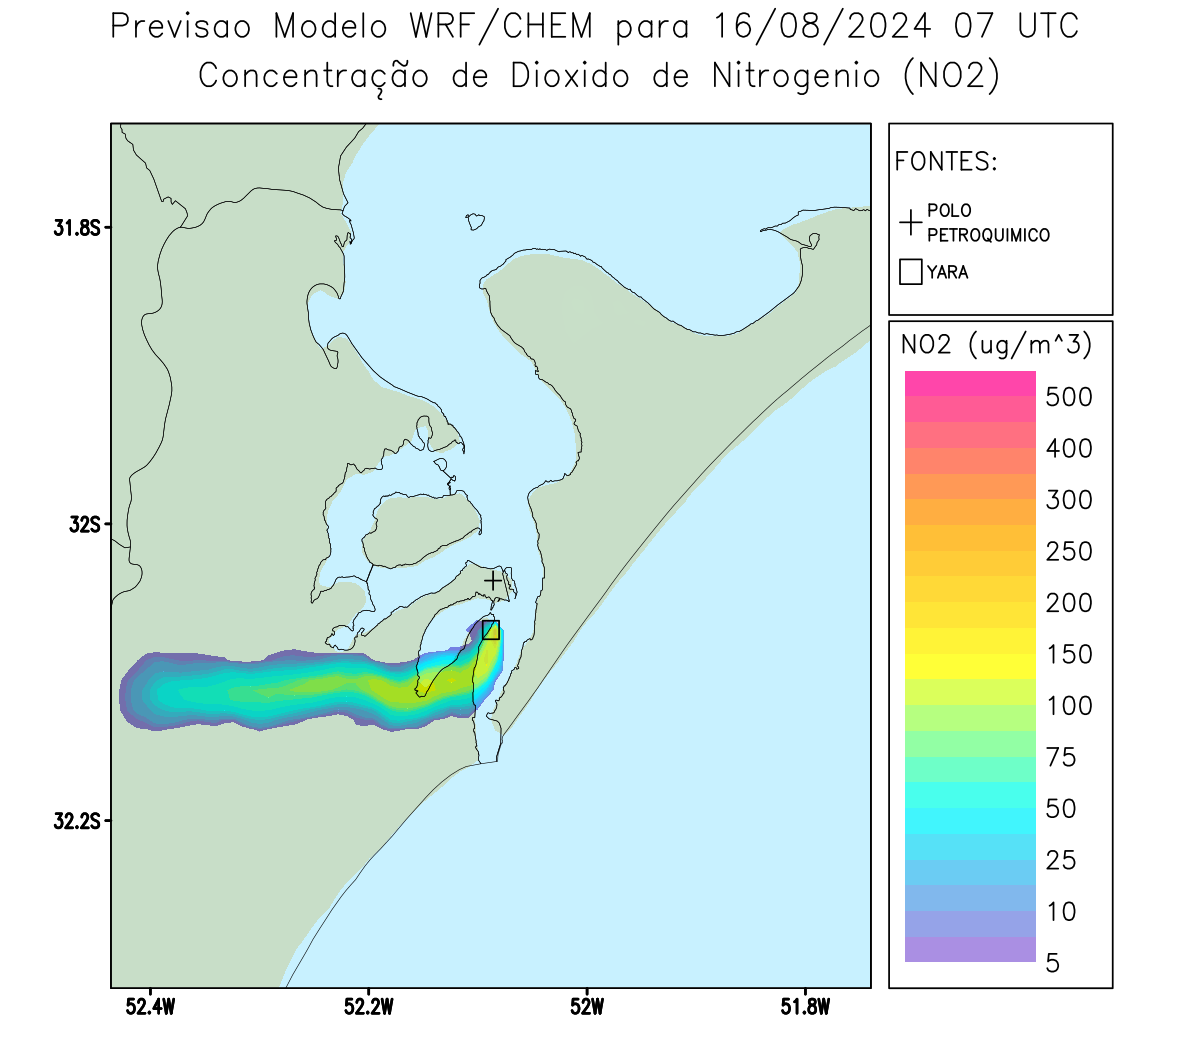 Previsao Modelo WRF/CHEM para 16/08/2024 07 UTC
Concentração de Dioxido de Nitrogenio (NO2)
FONTES:
POLO
PETROQUIMICO
YARA
NO2 (ug/m^3)
500
400
300
250
200
150
100
75
50
25
10
5
31.8S
32S
32.2S
52.4W
52.2W
52W
51.8W